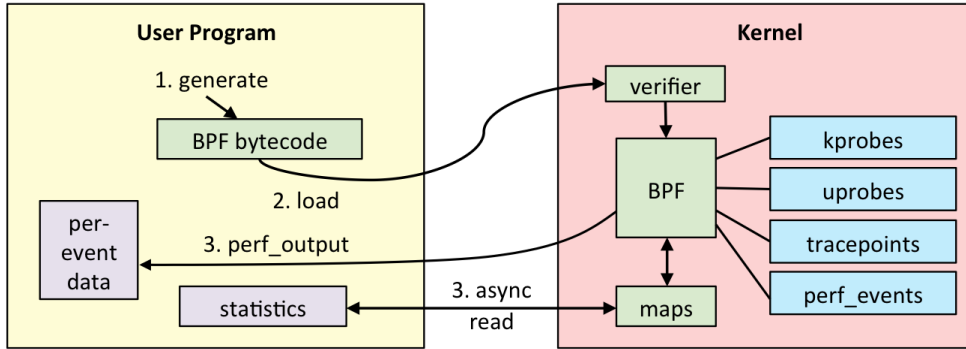 User Program
1. generate
BPF bytecode
2. load
per-
event
data
3. perf_output
statistics
3. async
read
Kernel
verifier
BPF
maps
kprobes
uprobes
tracepoints
perf_events